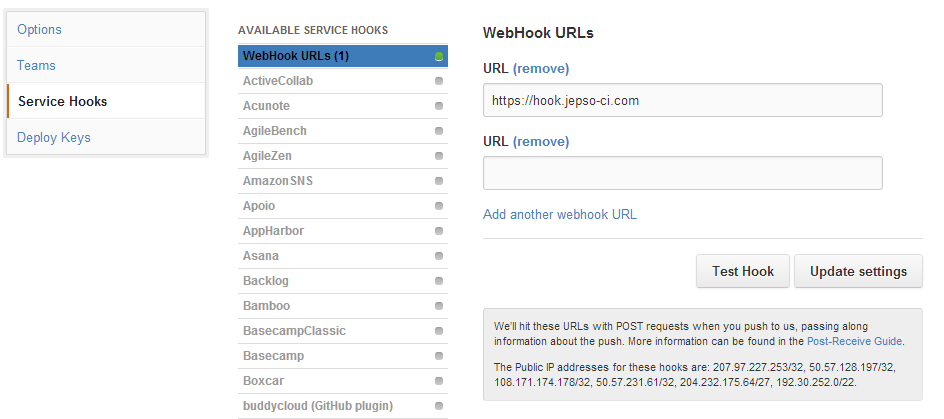 Options
Teams
Service Hooks
Deploy Keys
AVAILABLE SERVICE HOOKS
WebHook URLs (1)
ActiveCollab
Acunote
AgileBench
AgileZen
AmazonSNS
Apoio
AppHarbor
Asana
Backlog
Bamboo
BasecampClassic
Basecamp
Boxcar
buddycloud (GitHub plugin)
WebHook URLs
URL (remove)
https://hook.jepso-ci.com
URL (remove)
Add another webhook URL
Test Hook
Update settings
We'll hit these URLs with POST requests when you push to us, passing along
information about the push. More information can be found in the Post-Receive Guide.
The Public IP addresses for these hooks are: 207.97.227.253/32, 50.57.128.197/32,
108.171.174.178/32, 50.57.231.61/32, 204.232.175.64/27, 192.30.252.0/22.